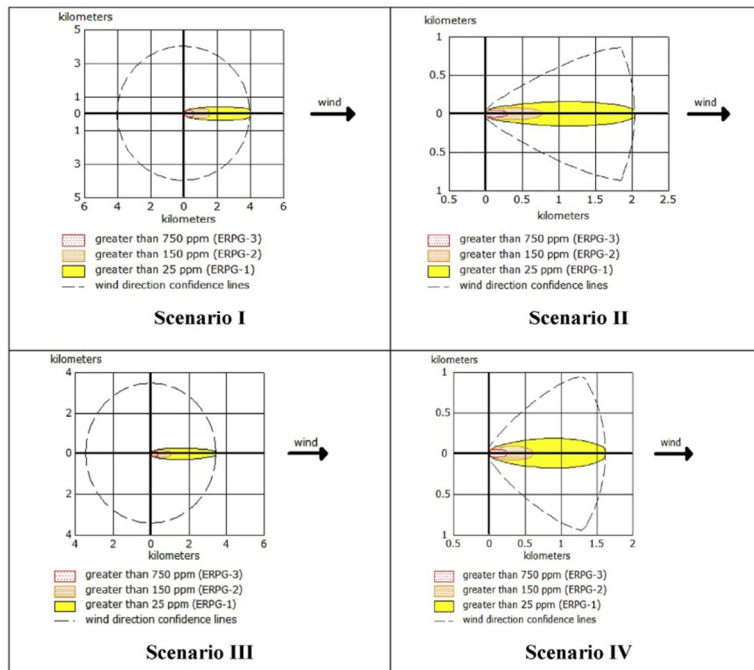 kilometers
5
3
1
0
1
3
5
6 4 2 0 2 4 6
kilometers
wind
greater than 750 ppm (ERPG-3)
greater than 150 ppm (ERPG-2)
greater than 25 ppm (ERPG-1)
wind direction confidence lines
Scenario I
kilometers
1
0.5
0
0.5
1
0.5 0 0.5 1 1.5 2 2.5
kilometers
wind
greater than 750 ppm (ERPG-3)
greater than 150 ppm (ERPG-2)
greater than 25 ppm (ERPG-1)
wind direction confidence lines
Scenario II
kilometers
4
2
0
2
4
4 2 0 2 4 6
kilometers
wind
greater than 750 ppm (ERPG-3)
greater than 150 ppm (ERPG-2)
greater than 25 ppm (ERPG-1)
wind direction confidence lines
Scenario III
kilometers
1
0.5
0
0.5
1
0.5 0 0.5 1 1.5 2
kilometers
wind
greater than 750 ppm (ERPG-3)
greater than 150 ppm (ERPG-2)
greater than 25 ppm (ERPG-1)
wind direction confidence lines
Scenario IV